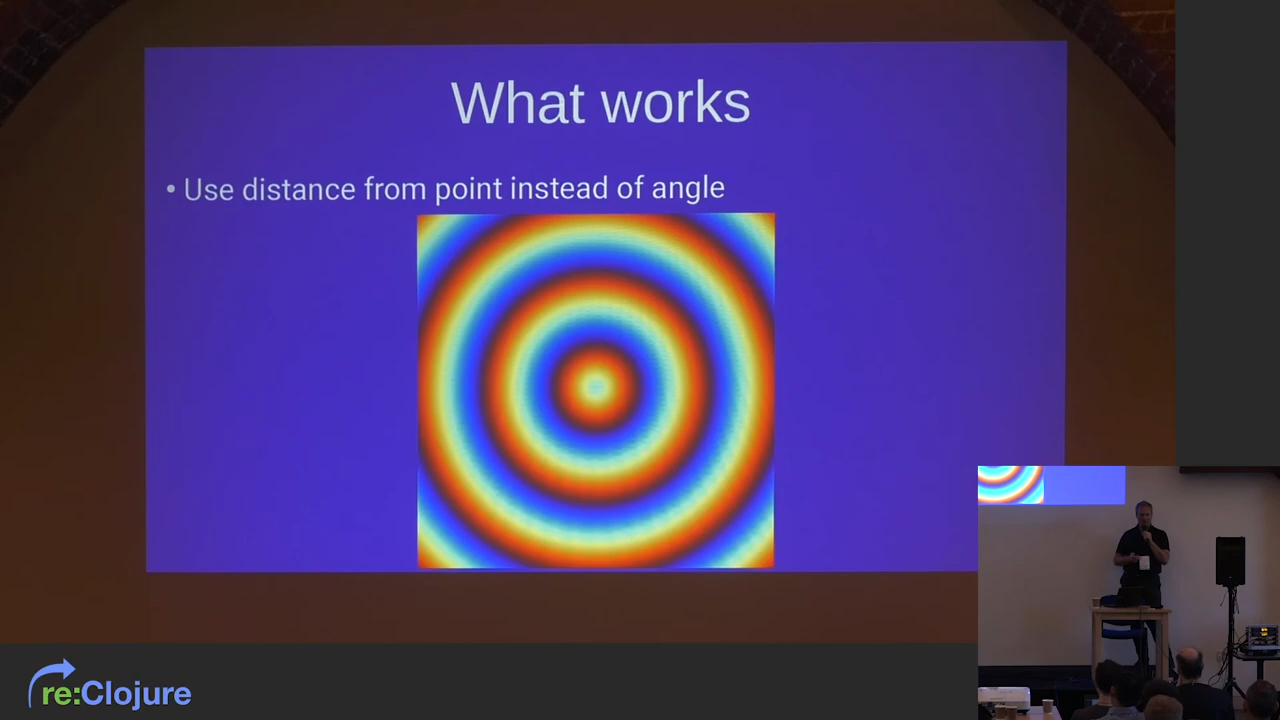 What works
• Use distance from point instead of angle
re:Clojure